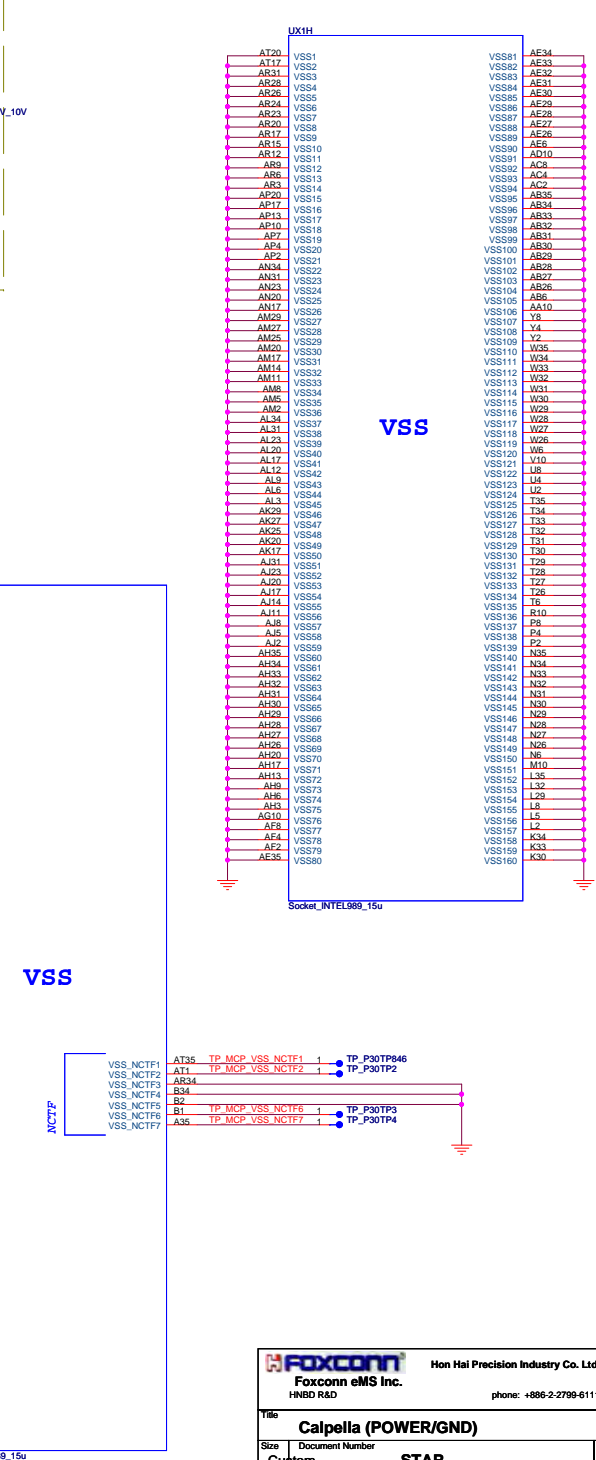 UX1H
V_10V
AT20 VSS1 VSS81 AE34
AT17 VSS2 VSS82 AE33
AR31 VSS3 VSS83 AE32
AR28 VSS4 VSS84 AE31
AR26 VSS5 VSS85 AE30
AR24 VSS6 VSS86 AE29
AR23 VSS7 VSS87 AE28
AR20 VSS8 VSS88 AE27
AR17 VSS9 VSS89 AE26
AR15 VSS10 VSS90 AE6
AR12 VSS11 VSS91 AD10
AR9 VSS12 VSS92 AC8
AR6 VSS13 VSS93 AC4
AR3 VSS14 VSS94 AC2
AP20 VSS15 VSS95 AB35
AP17 VSS16 VSS96 AB34
AP13 VSS17 VSS97 AB33
AP10 VSS18 VSS98 AB32
AP7 VSS19 VSS99 AB31
AP4 VSS20 VSS100 AB30
AP2 VSS21 VSS101 AB29
AN34 VSS22 VSS102 AB28
AN31 VSS23 VSS103 AB27
AN23 VSS24 VSS104 AB26
AN20 VSS25 VSS105 AB6
AN17 VSS26 VSS106 AA10
AM29 VSS27 VSS107 Y8
AM27 VSS28 VSS108 Y4
AM25 VSS29 VSS109 Y2
AM20 VSS30 VSS110 W35
AM17 VSS31 VSS111 W34
AM14 VSS32 VSS112 W33
AM11 VSS33 VSS113 W32
AM8 VSS34 VSS114 W31
AM5 VSS35 VSS115 W30
AM2 VSS36 VSS116 W29
AL34 VSS37 VSS117 W28
AL31 VSS38 VSS118 W27
AL23 VSS39 VSS119 W26
AL20 VSS40 VSS120 W6
AL17 VSS41 VSS121 V10
AL12 VSS42 VSS122 U8
AL9 VSS43 VSS123 U4
AL6 VSS44 VSS124 U2
AL3 VSS45 VSS125 T35
AK29 VSS46 VSS126 T34
AK27 VSS47 VSS127 T33
AK25 VSS48 VSS128 T32
AK20 VSS49 VSS129 T31
AK17 VSS50 VSS130 T30
AJ31 VSS51 VSS131 T29
AJ23 VSS52 VSS132 T28
AJ20 VSS53 VSS133 T27
AJ17 VSS54 VSS134 T26
AJ14 VSS55 VSS135 T6
AJ11 VSS56 VSS136 R10
AJ8 VSS57 VSS137 P8
AJ5 VSS58 VSS138 P4
AJ2 VSS59 VSS139 P2
AH35 VSS60 VSS140 N35
AH34 VSS61 VSS141 N34
AH33 VSS62 VSS142 N33
AH32 VSS63 VSS143 N32
AH31 VSS64 VSS144 N31
AH30 VSS65 VSS145 N30
AH29 VSS66 VSS146 N29
AH28 VSS67 VSS147 N28
AH27 VSS68 VSS148 N27
AH26 VSS69 VSS149 N26
AH20 VSS70 VSS150 N6
AH17 VSS71 VSS151 M10
AH13 VSS72 VSS152 L35
AH9 VSS73 VSS153 L32
AH6 VSS74 VSS154 L29
AH3 VSS75 VSS155 L8
AG10 VSS76 VSS156 L5
AF8 VSS77 VSS157 L2
AF4 VSS78 VSS158 K34
AF2 VSS79 VSS159 K33
AE35 VSS80 VSS160 K30
VSS
Socket_INTEL989_15u
VSS
NCTF
VSS_NCTF1 AT35 TP_MCP_VSS_NCTF1 1 TP_P30TP846
VSS_NCTF2 AT1 TP_MCP_VSS_NCTF2 1 TP_P30TP2
VSS_NCTF3 AR34
VSS_NCTF4 B34
VSS_NCTF5 B2
VSS_NCTF6 B1 TP_MCP_VSS_NCTF6 1 TP_P30TP3
VSS_NCTF7 A35 TP_MCP_VSS_NCTF7 1 TP_P30TP4
FOXCONN Hon Hai Precision Industry Co. Ltd
Foxconn eMS Inc.
HNBD R&D phone: +886-2-2799-6111
Title
Calpella (POWER/GND)
Size Document Number
Custom STAR
9_15u